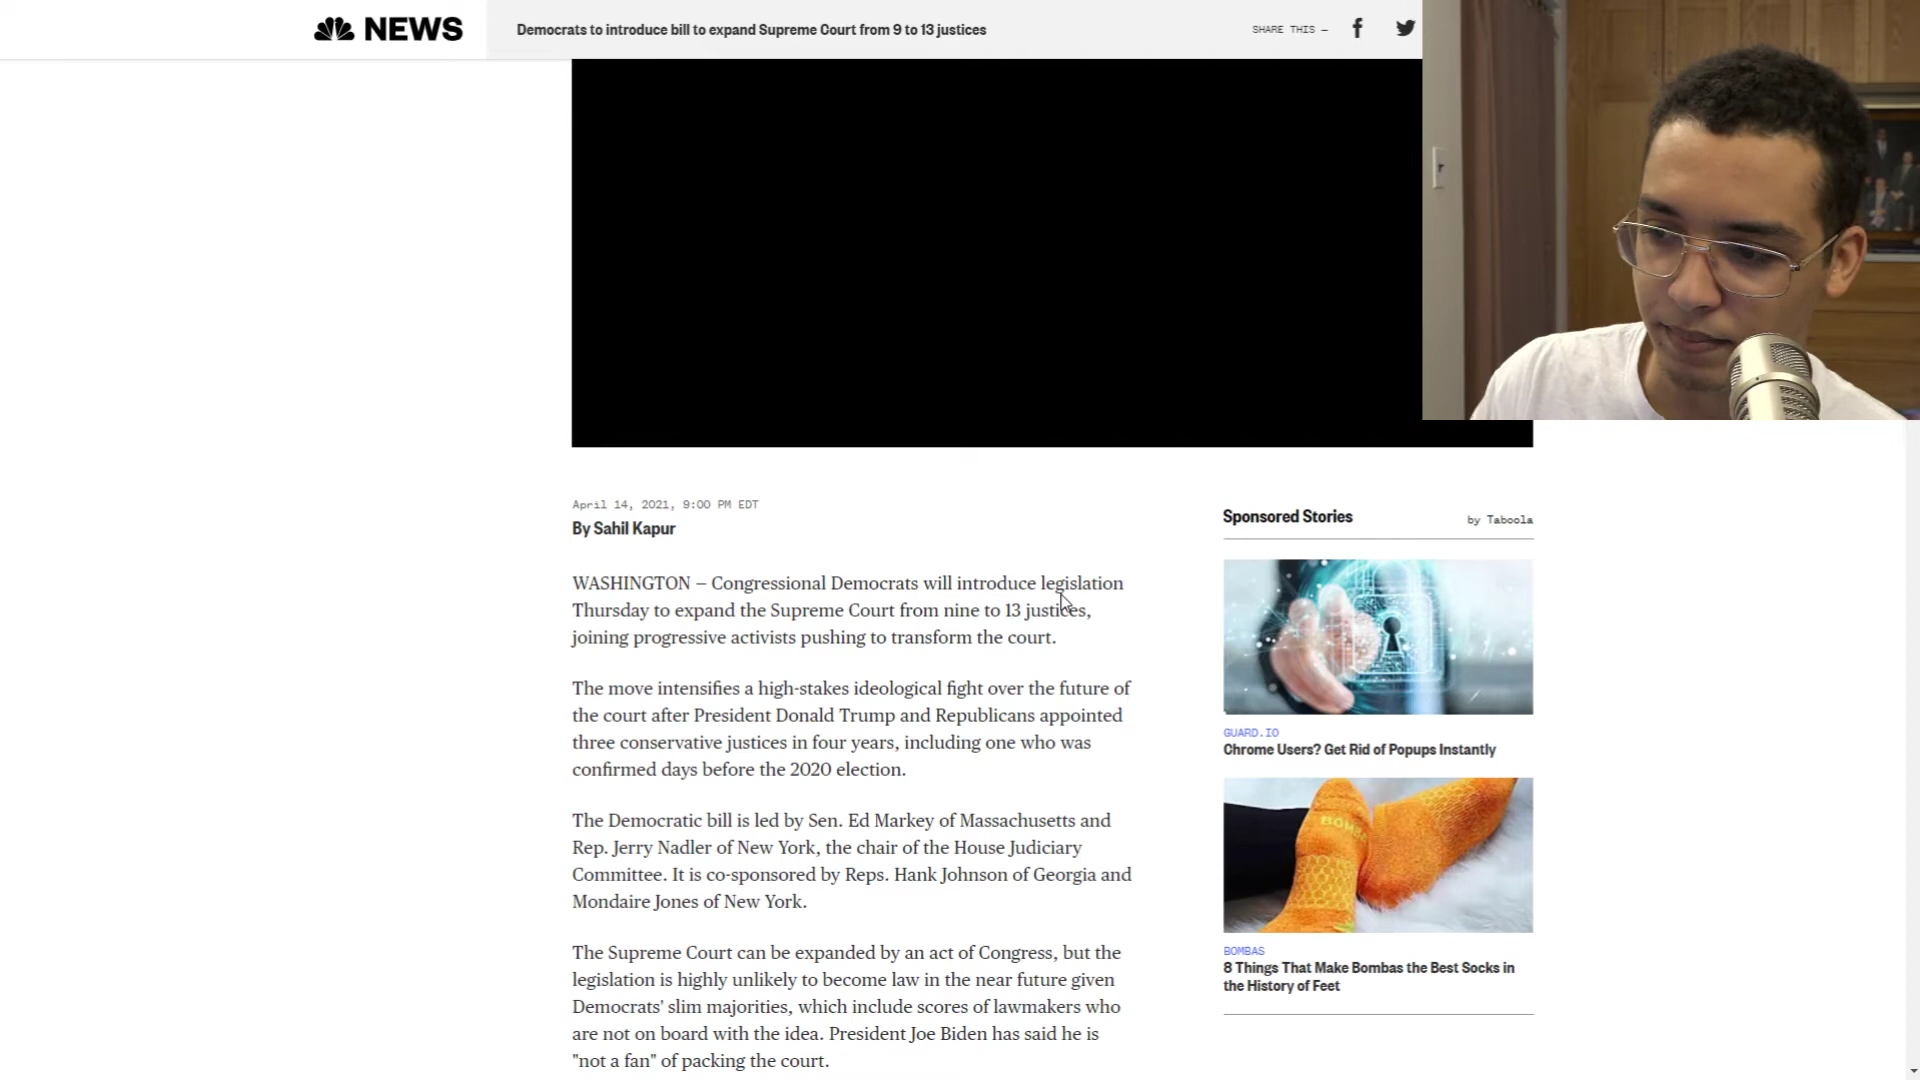 NEWS
Democrats to introduce bill to expand Supreme Court from 9 to 13 justices
SHARE THIS —
April 14, 2021, 9:00 PM EDT
By Sahil Kapur
WASHINGTON — Congressional Democrats will introduce legislation
Thursday to expand the Supreme Court from nine to 13 justices,
joining progressive activists pushing to transform the court.
The move intensifies a high-stakes ideological fight over the future of
the court after President Donald Trump and Republicans appointed
three conservative justices in four years, including one who was
confirmed days before the 2020 election.
The Democratic bill is led by Sen. Ed Markey of Massachusetts and
Rep. Jerry Nadler of New York, the chair of the House Judiciary
Committee. It is co-sponsored by Reps. Hank Johnson of Georgia and
Mondaire Jones of New York.
The Supreme Court can be expanded by an act of Congress, but the
legislation is highly unlikely to become law in the near future given
Democrats' slim majorities, which include scores of lawmakers who
are not on board with the idea. President Joe Biden has said he is
"not a fan" of packing the court.
Sponsored Stories
by Taboola
GUARD.IO
Chrome Users? Get Rid of Popups Instantly
BOMBAS
8 Things That Make Bombas the Best Socks in
the History of Feet